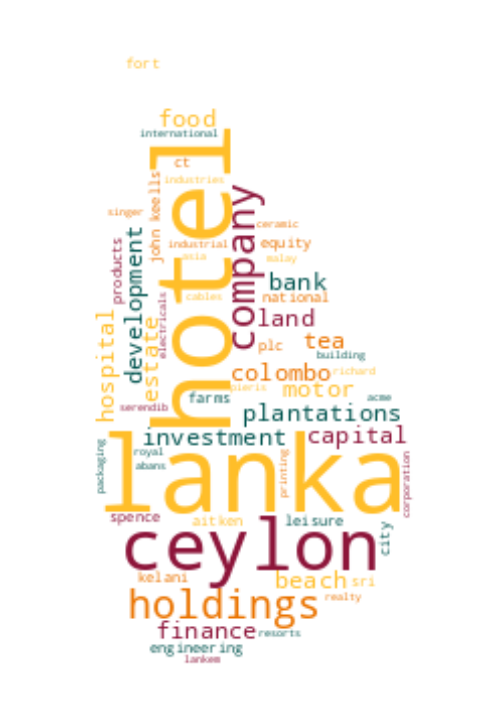 fort
food
international
hotel
ct
industries
john keells
company
singer
ceramic
development
products
industrial
equity
asia
malay
bank
cables
national
electricals
land
hospital
estate
plc
tea
building
colombo
richard
pieris
motor
farms
acme
serendib
plantations
investment
capital
lanka
royal
abans
packaging
printing
corporation
spence
aitken
leisure
city
ceylon
kelani
beach
sri
holdings
realty
finance
resorts
engineering
lankem